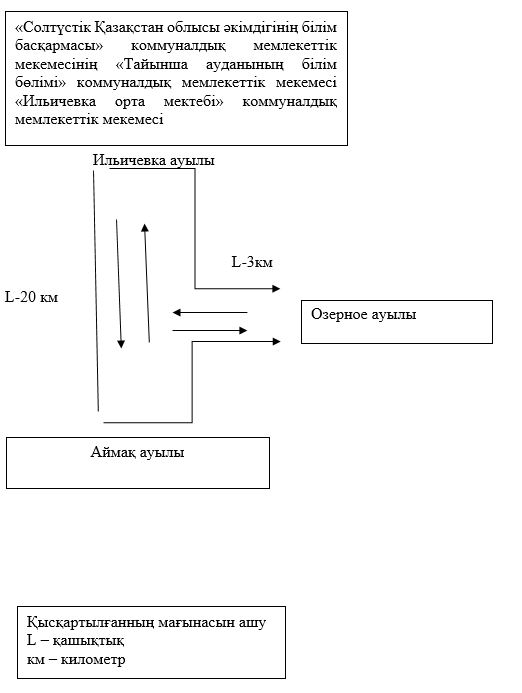 «Солтүстік Қазақстан облысы әкімдігінің білім
басқармасы» коммуналдық мемлекеттік
мекемесінің «Тайынша ауданының білім
бөлімі» коммуналдық мемлекеттік мекемесі
«Ильичевка орта мектебі» коммуналдық
мемлекеттік мекемесі
Ильичевка ауылы
L-3км
L-20 км
Озерное ауылы
Аймақ ауылы
Қысқартылғанның мағынасын ашу
L – қашықтық
км – километр